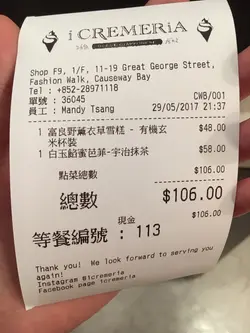 i CREMERiA
Shop F9, 1/F, 11-19 Great George Street,
Fashion Walk, Causeway Bay
Tel : +852-28971118
CWB/001
單號 : 36045
員工 : Mandy Tsang 29/05/2017 21:37
1 富良野薰衣草雪糕 - 有機玄 $48.00
米杯裝
1 白玉餡蜜芭菲-宇治抹茶 $58.00
點菜總數 $106.00
總數 $106.00
現金 $106.00
等餐編號 : 113
Thank you! We look forward to serving you
again!
Instagram @icremeria
Facebook page icremeria